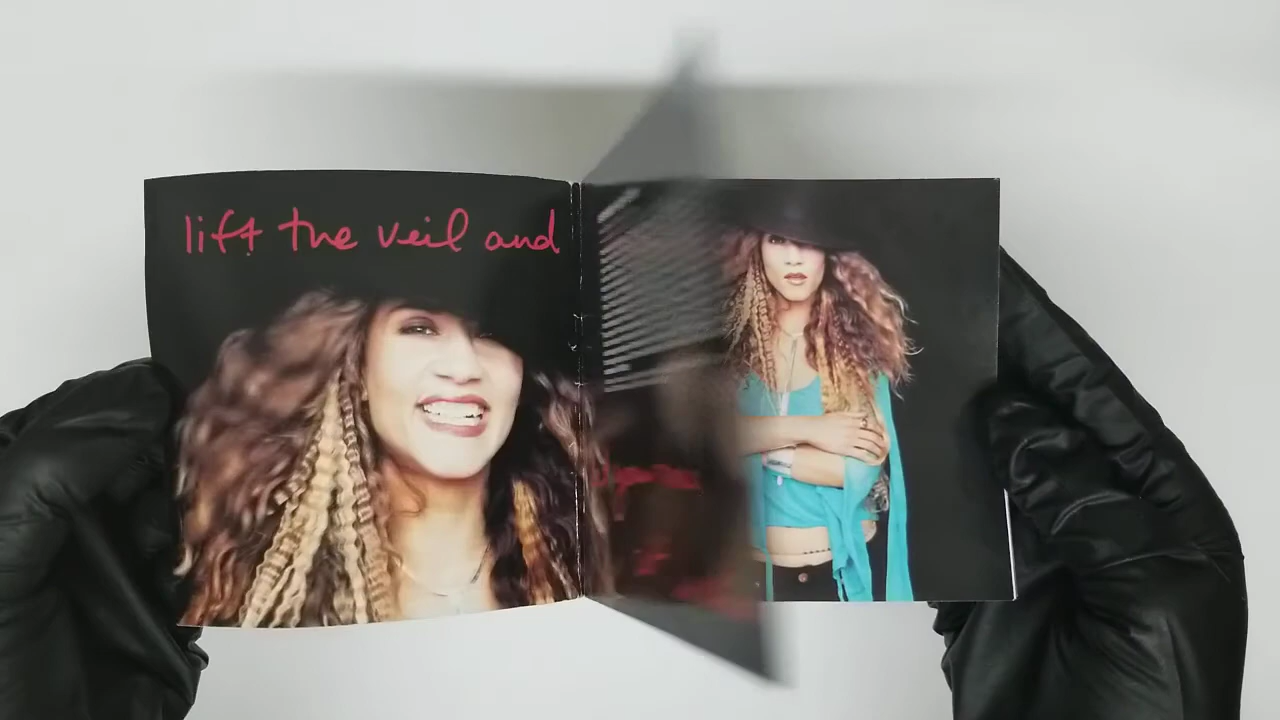 lift the veil and